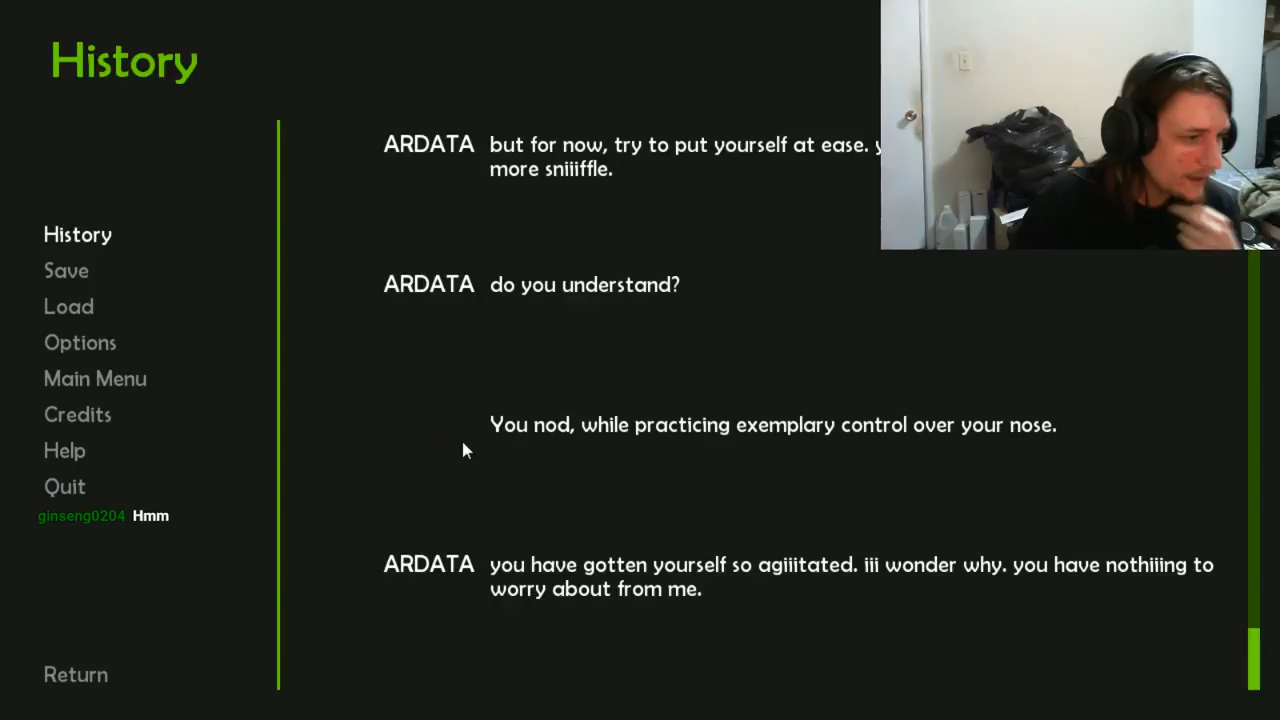 History
ARDATA but for now, try to put yourself at ease.
more sniiiffle.
History
Save
ARDATA do you understand?
Load
Options
Main Menu
Credits
You nod, while practicing exemplary control over your nose.
Help
Quit
ginseng0204 Hmm
ARDATA you have gotten yourself so agiiitated. iii wonder why. you have nothiiing to
worry about from me.
Return